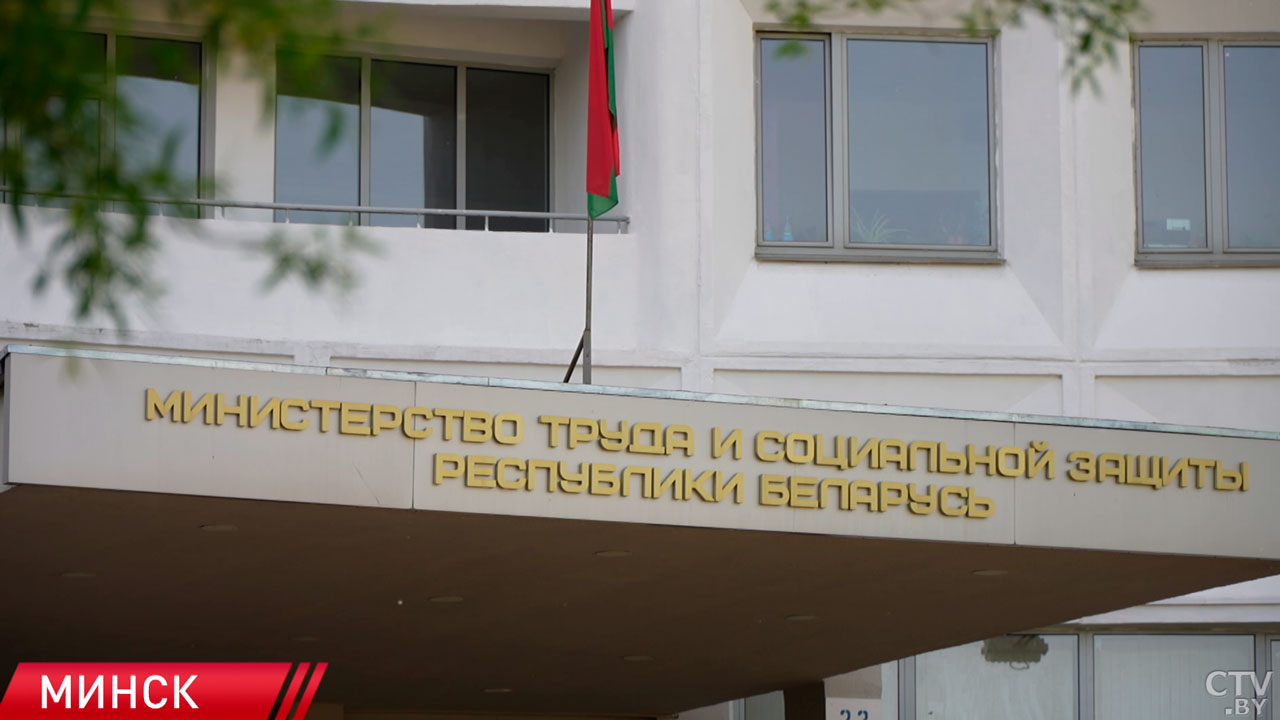 МИНИСТЕРСТВО ТРУДА И СОЦИАЛЬНОЙ ЗАЩИТЫ
РЕСПУБЛИКИ БЕЛАРУСЬ
МИНСК
CTV
.BY